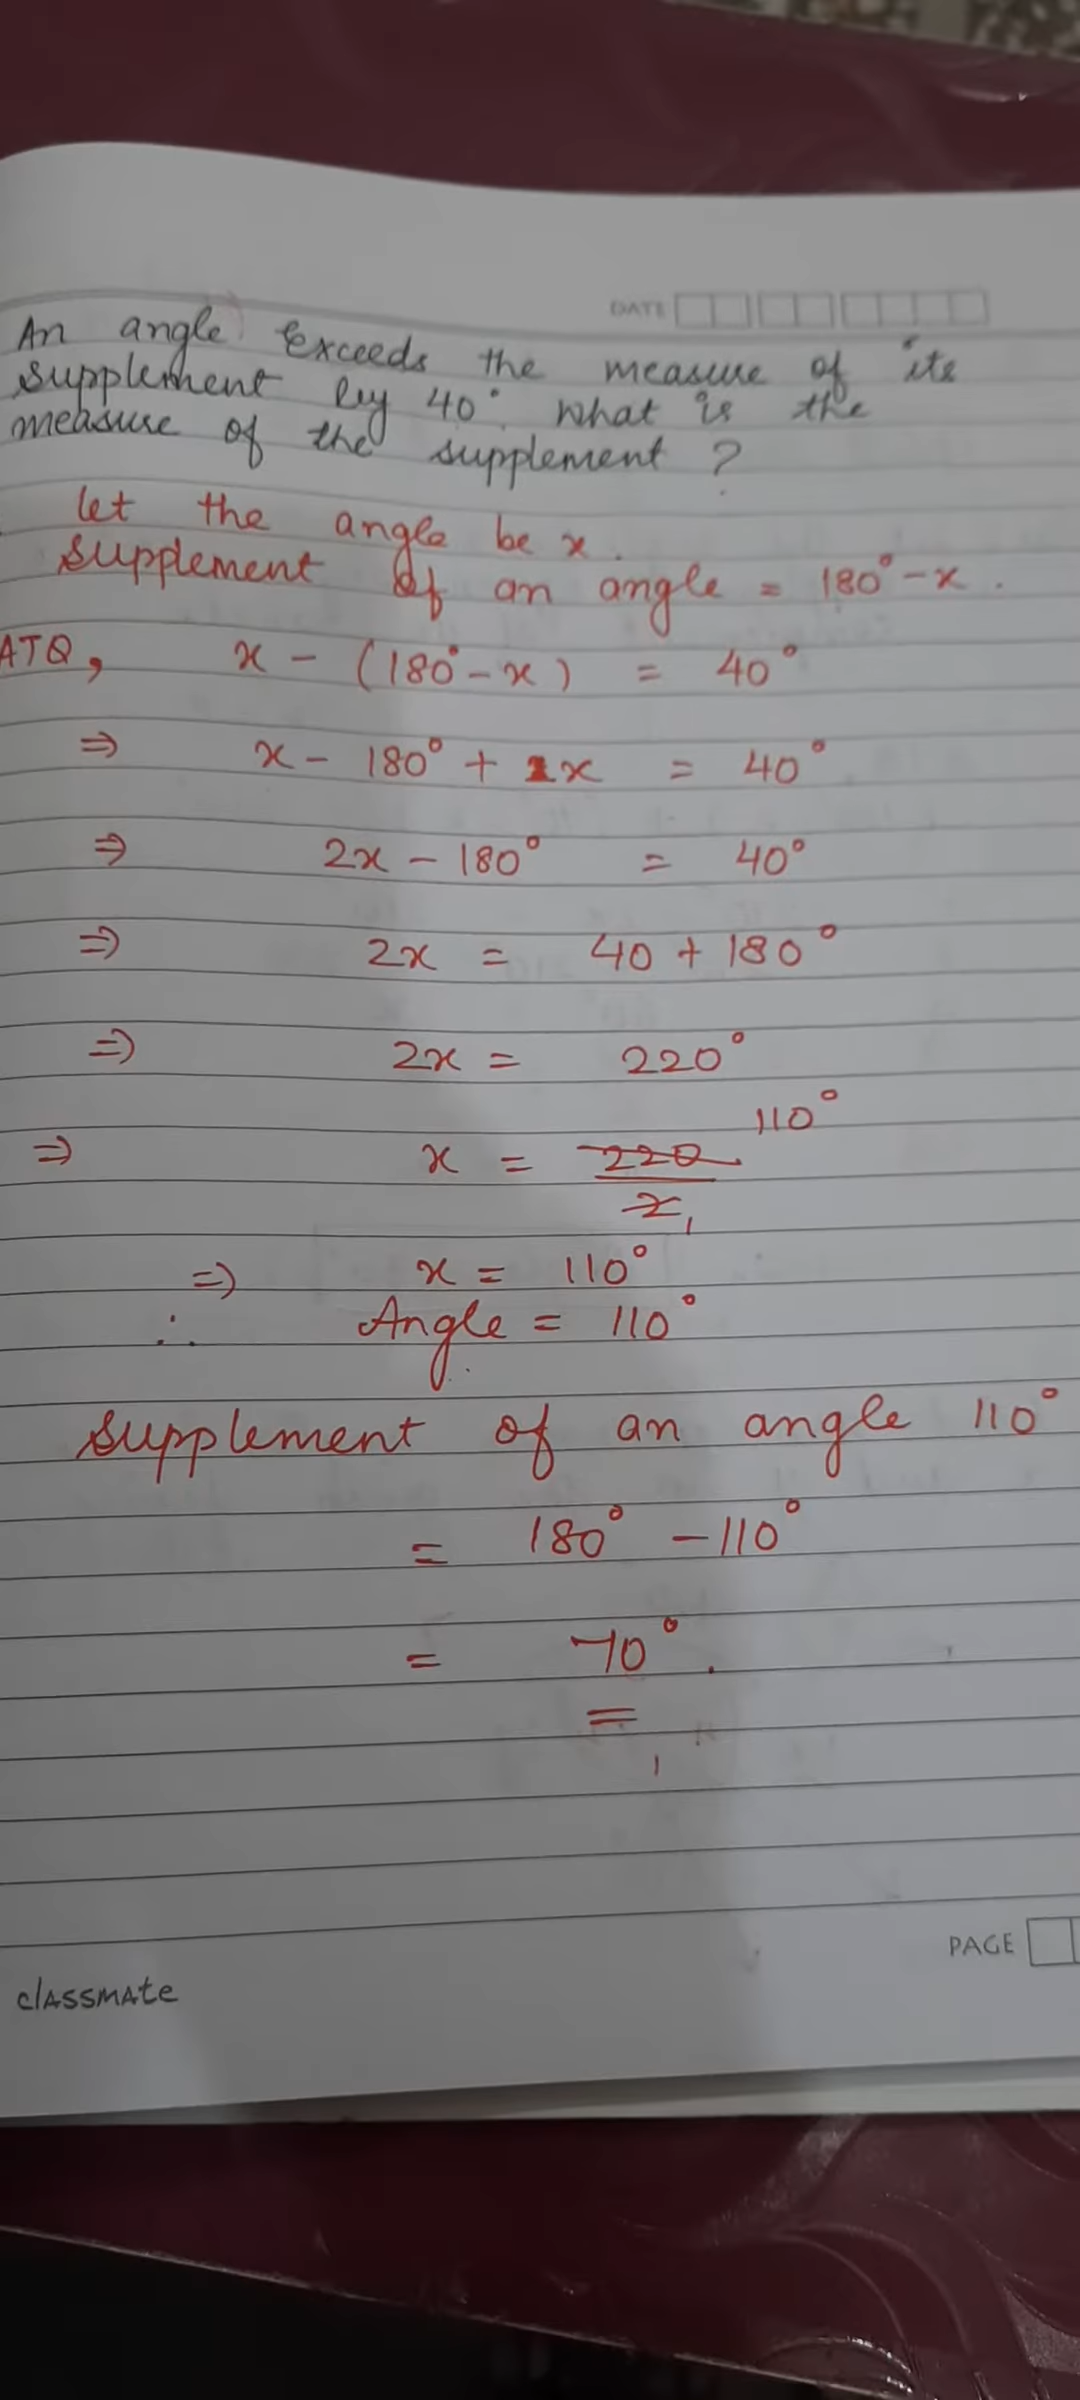 DATE
An angle Exceeds the measure of its
supplement by 40°. What is the
measure of the supplement ?
let the angle be x.
supplement of an angle = 180° - x.
ATQ, x - (180° - x) = 40°
⇒ x - 180° + 1x = 40°
⇒ 2x - 180° = 40°
⇒ 2x = 40 + 180°
⇒ 2x = 220°
110°
⇒ x = 220
2 1
⇒ x = 110°
∴ Angle = 110°
supplement of an angle 110°
= 180° - 110°
= 70°.
PAGE
classmate